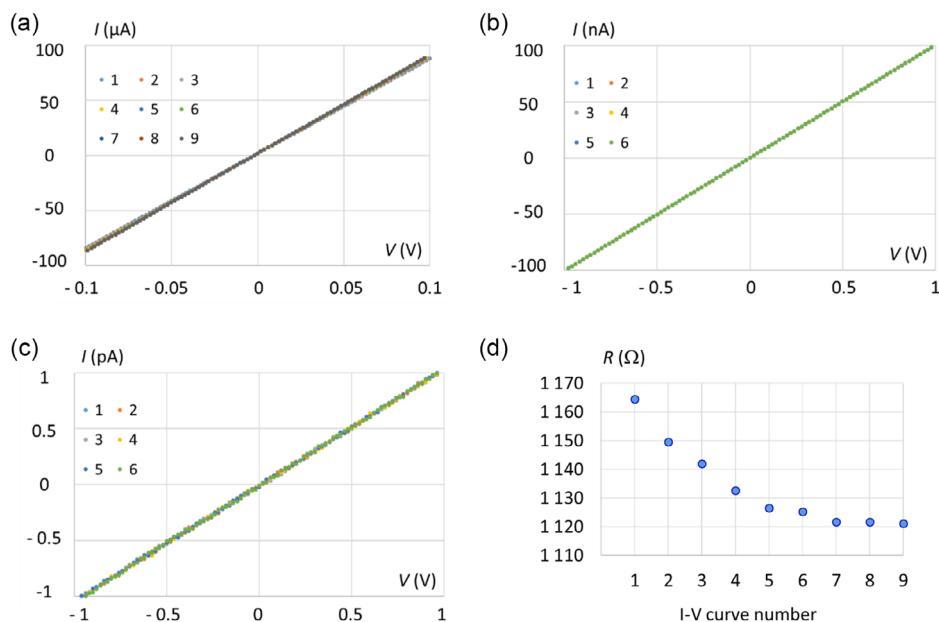 (a)
I (µA)
100
50
0
- 50
-100
1 2 3
4 5 6
7 8 9
V (V)
- 0.1 - 0.05 0 0.05 0.1
(b)
I (nA)
100
50
0
- 50
-100
1 2
3 4
5 6
V (V)
- 1 - 0.5 0 0.5 1
(c)
I (pA)
1
0.5
0
- 0.5
-1
1 2
3 4
5 6
V (V)
- 1 - 0.5 0 0.5 1
(d)
R (Ω)
1 170
1 160
1 150
1 140
1 130
1 120
1 110
1 2 3 4 5 6 7 8 9
I-V curve number